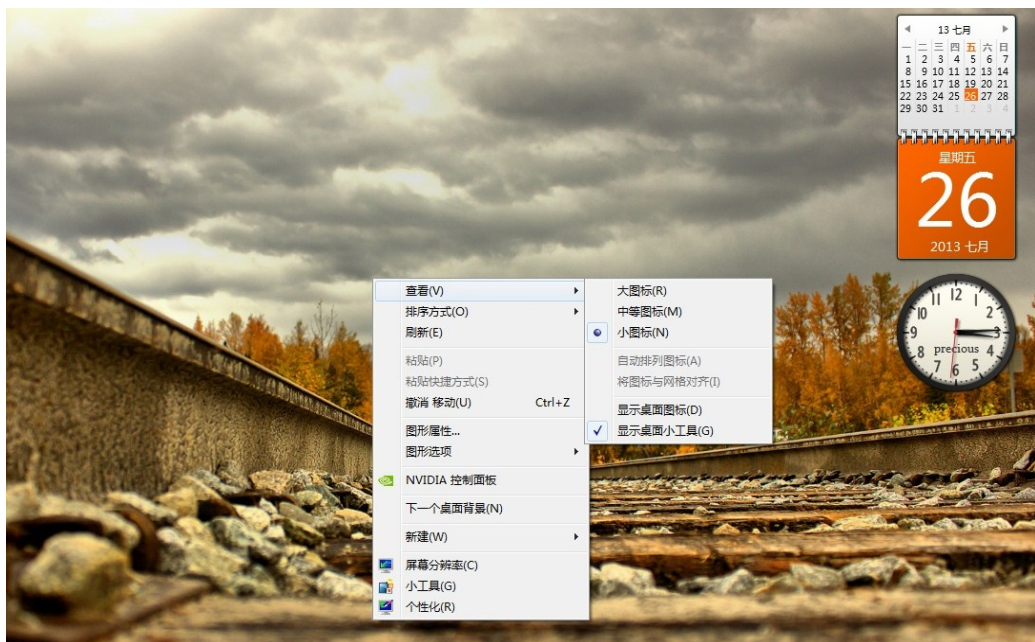 查看(V)
排序方式(O)
刷新(E)
粘贴(P)
粘贴快捷方式(S)
撤消 移动(U) Ctrl+Z
图形属性...
图形选项
NVIDIA 控制面板
下一个桌面背景(N)
新建(W)
屏幕分辨率(C)
小工具(G)
个性化(R)
大图标(R)
中等图标(M)
小图标(N)
自动排列图标(A)
将图标与网格对齐(I)
显示桌面图标(D)
显示桌面小工具(G)
13 七月
一 二 三 四 五 六 日
1 2 3 4 5 6 7
8 9 10 11 12 13 14
15 16 17 18 19 20 21
22 23 24 25 26 27 28
29 30 31 1 2 3 4
星期五
26
2013 七月
11 12 1
10 2
9 3
precious
8 4
7 6 5